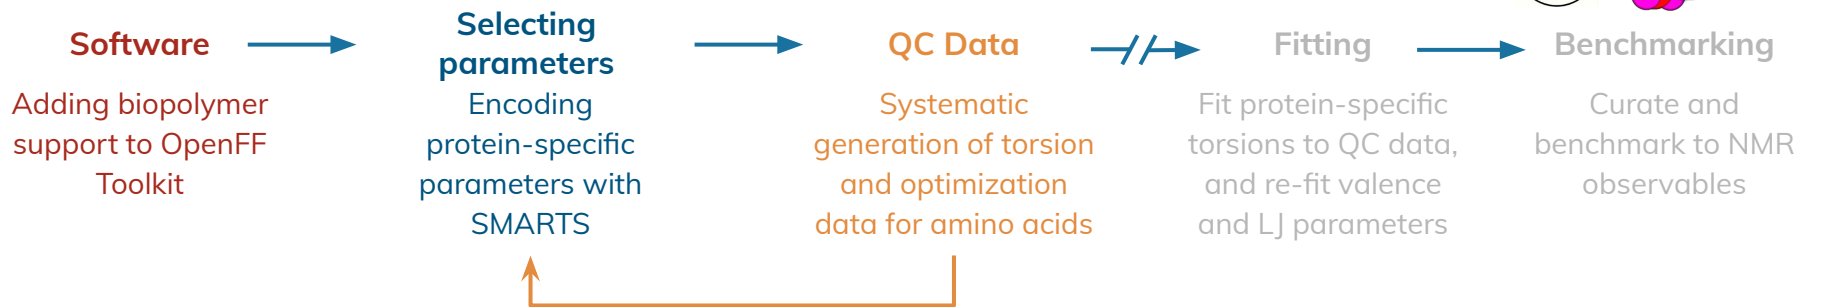 Software
Adding biopolymer
support to OpenFF
Toolkit
Selecting
parameters
Encoding
protein-specific
parameters with
SMARTS
QC Data
Systematic
generation of torsion
and optimization
data for amino acids
Fitting
Fit protein-specific
torsions to QC data,
and re-fit valence
and LJ parameters
Benchmarking
Curate and
benchmark to NMR
observables